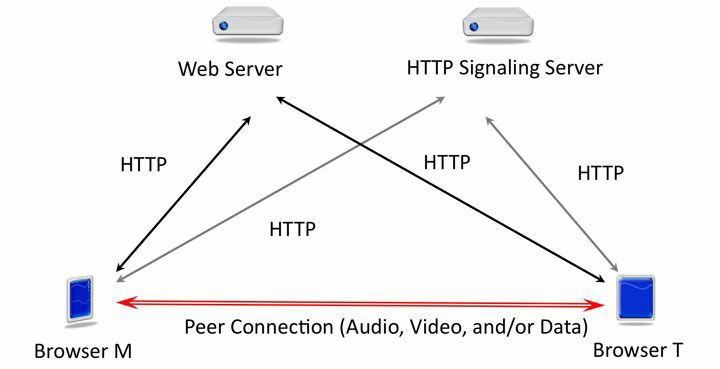 Web Server
HTTP Signaling Server
HTTP
HTTP
HTTP
HTTP
Peer Connection (Audio, Video, and/or Data)
Browser M
Browser T